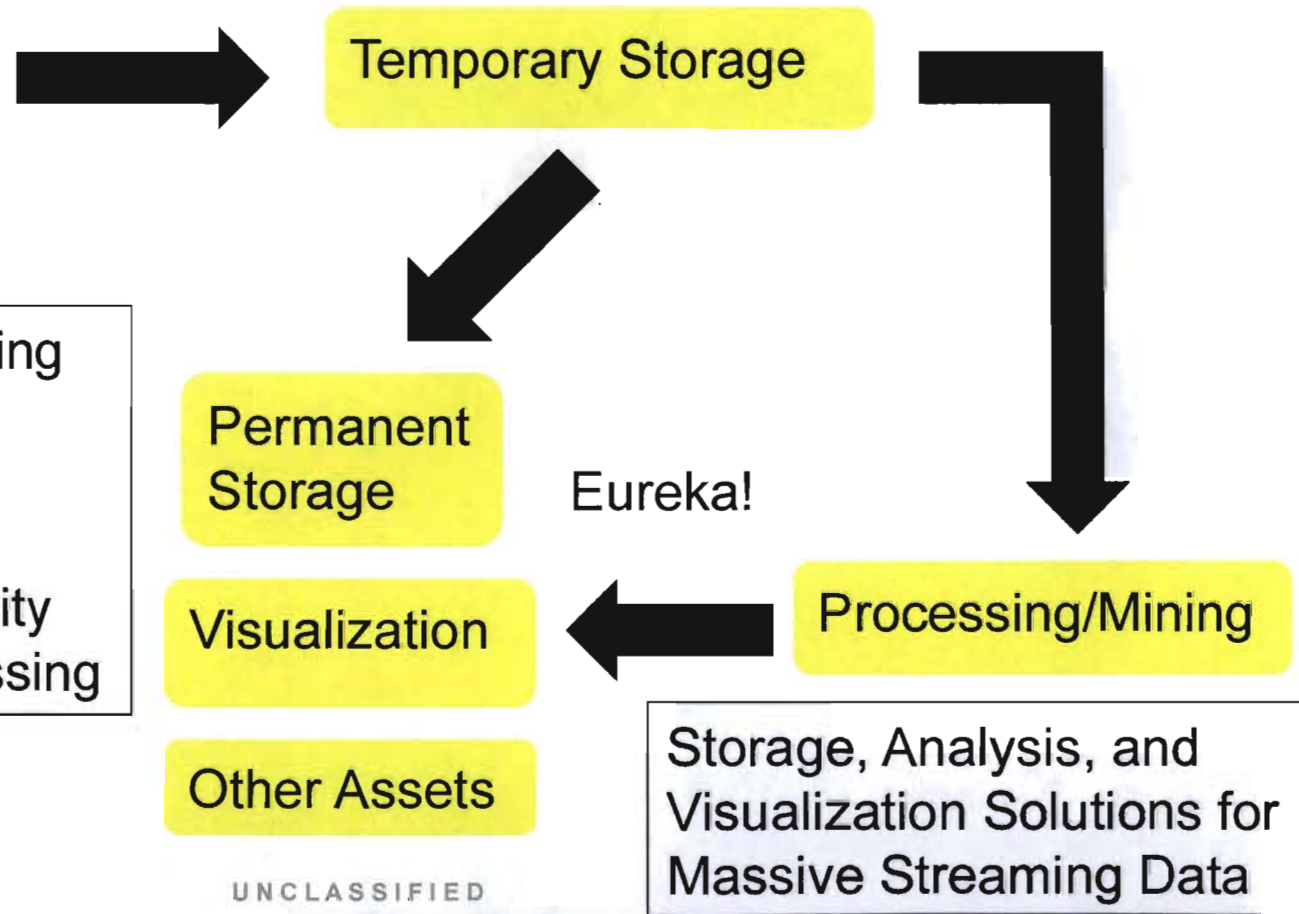 Temporary Storage
ing
Permanent
Storage
Eureka!
ity
ssing
Visualization
Processing/Mining
Other Assets
Storage, Analysis, and
Visualization Solutions for
Massive Streaming Data
UNCLASSIFIED